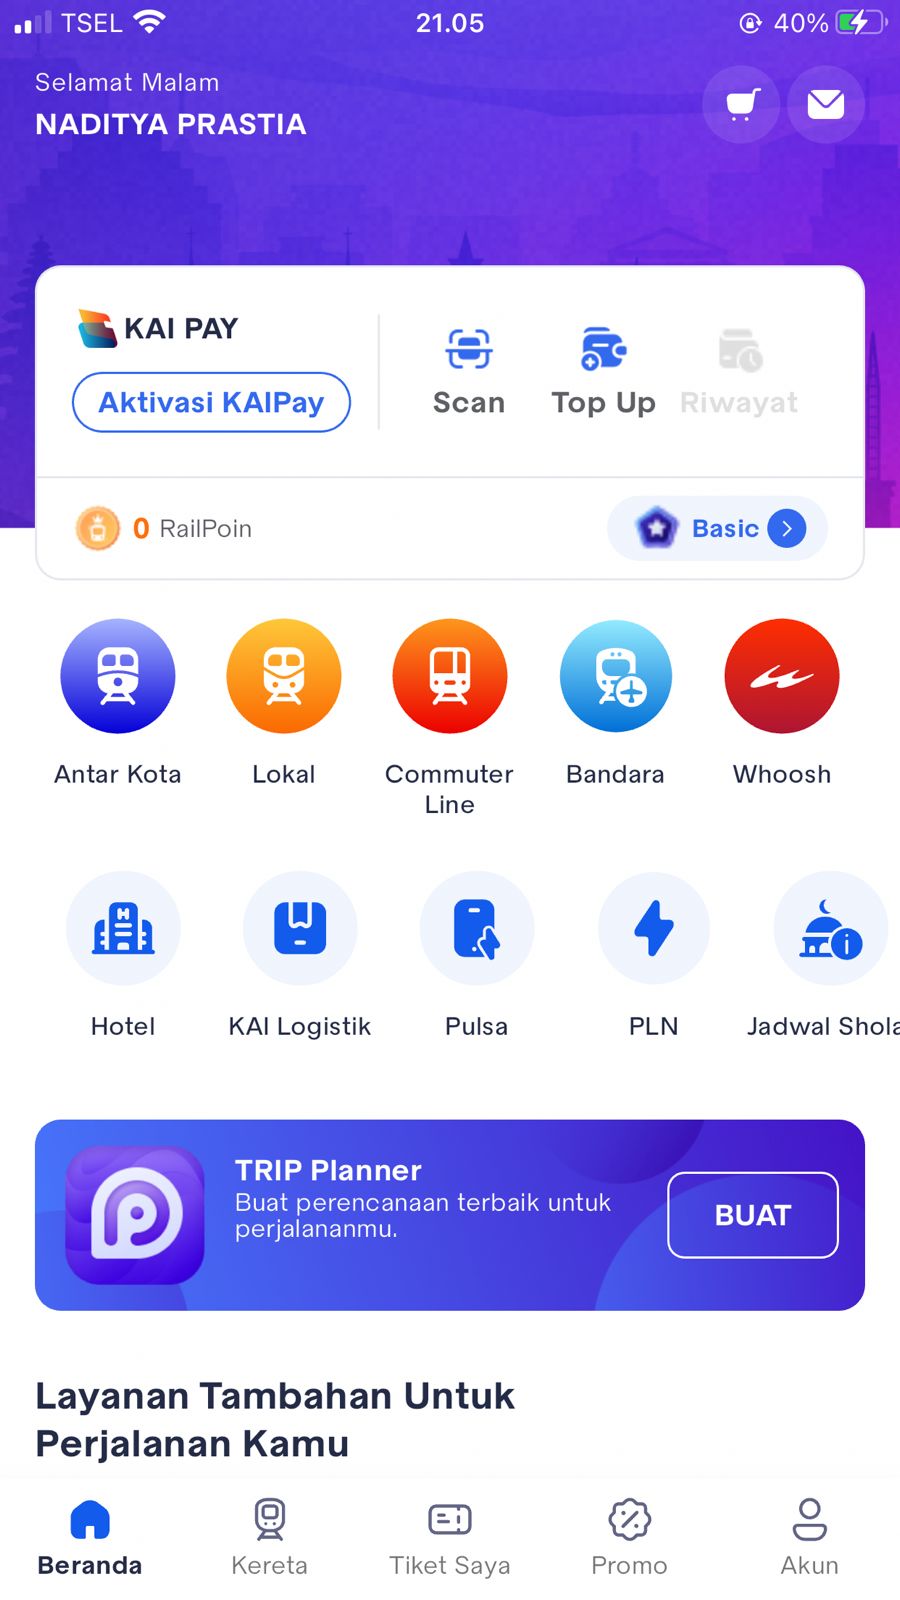 TSEL 21.05 40%
Selamat Malam
NADITYA PRASTIA
KAI PAY
Aktivasi KAIPay
Scan Top Up Riwayat
0 RailPoin Basic
Antar Kota Lokal Commuter Bandara Whoosh
Line
H
i
Hotel KAI Logistik Pulsa PLN Jadwal Shola
TRIP Planner
Buat perencanaan terbaik untuk
perjalananmu.
BUAT
Layanan Tambahan Untuk
Perjalanan Kamu
Beranda Kereta Tiket Saya Promo Akun